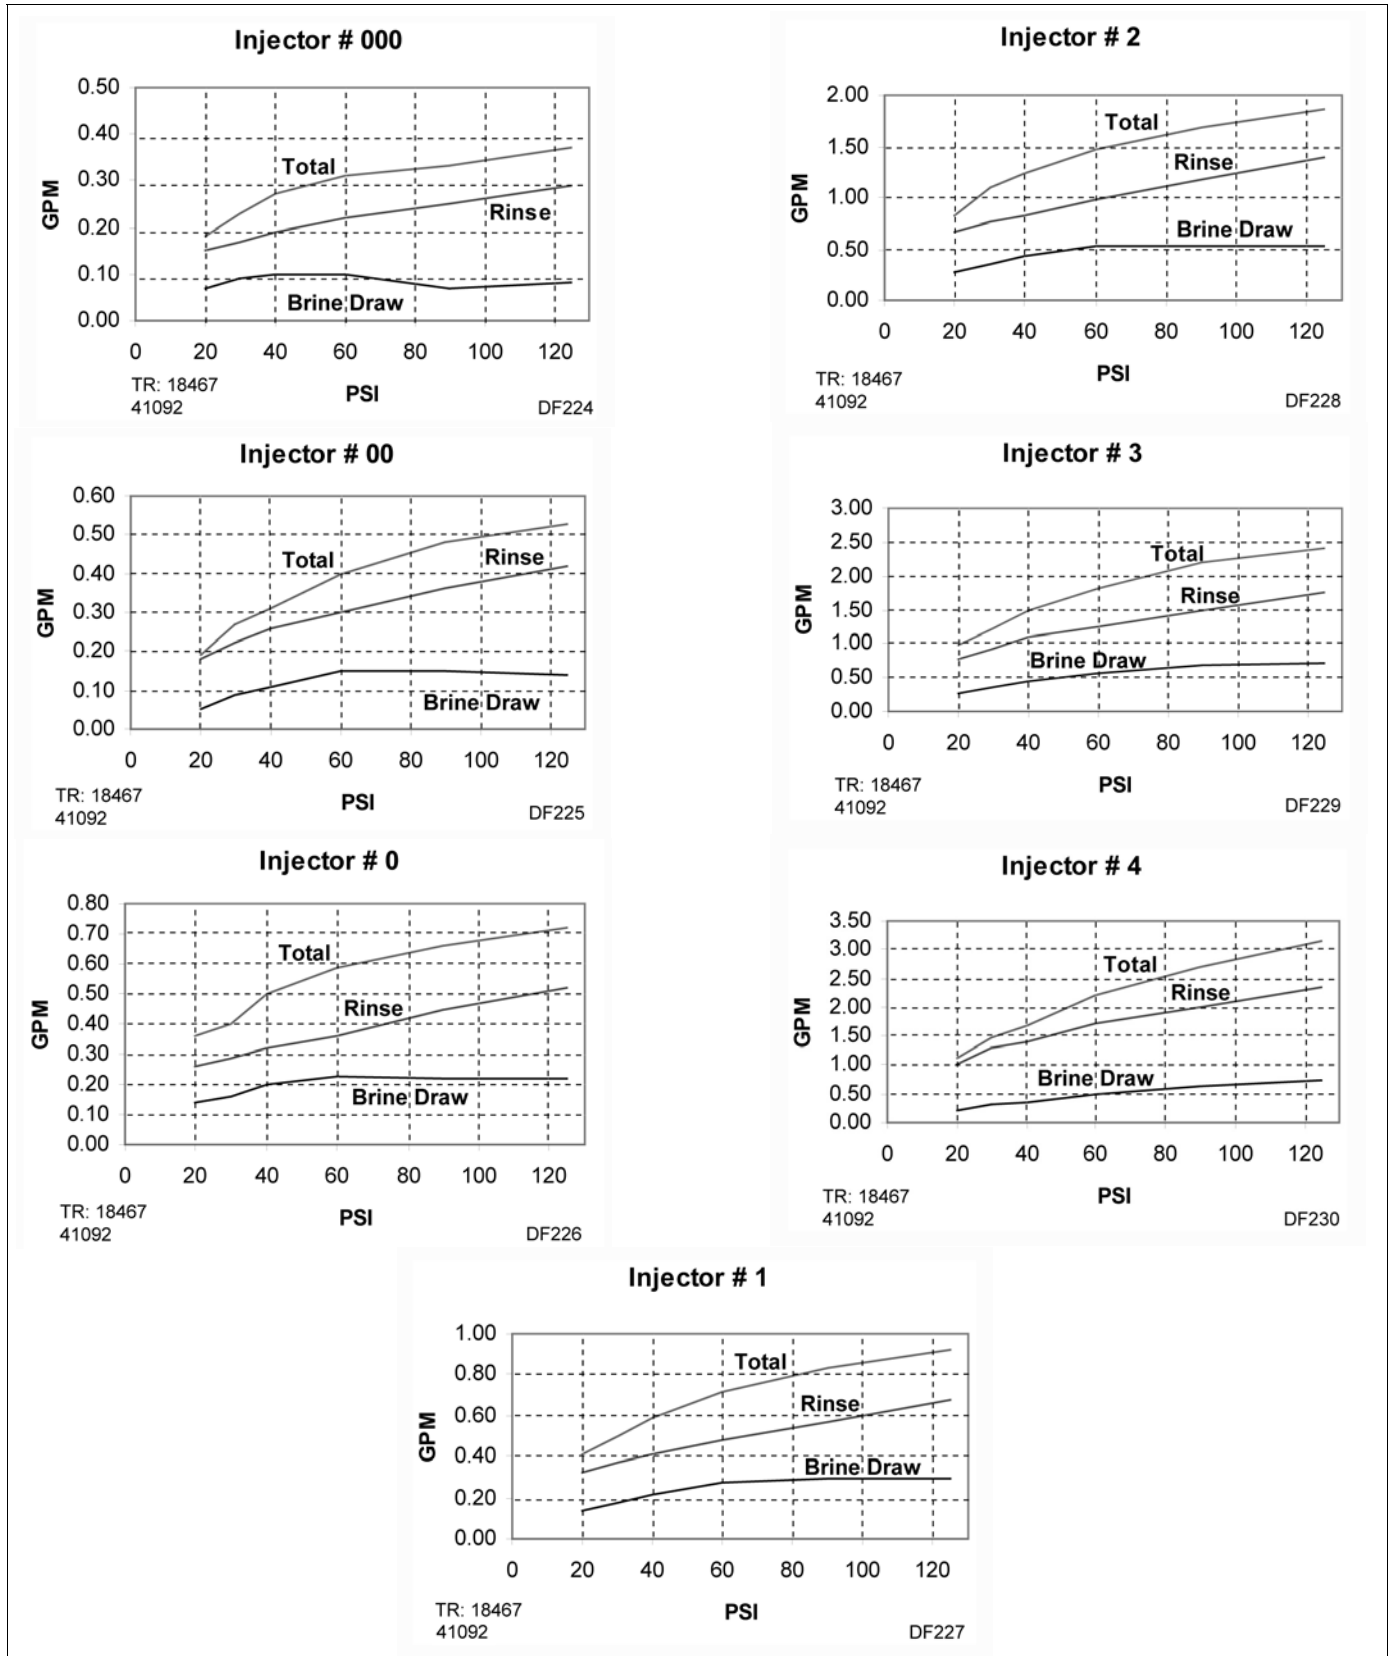 Injector # 000
0.50
0.40
0.30
0.20
0.10
0.00
GPM
Total
Rinse
Brine Draw
0 20 40 60 80 100 120
PSI
TR: 18467
41092
DF224
Injector # 2
2.00
1.50
1.00
0.50
0.00
GPM
Total
Rinse
Brine Draw
0 20 40 60 80 100 120
PSI
TR: 18467
41092
DF228
Injector # 00
0.60
0.50
0.40
0.30
0.20
0.10
0.00
GPM
Total
Rinse
Brine Draw
0 20 40 60 80 100 120
PSI
TR: 18467
41092
DF225
Injector # 3
3.00
2.50
2.00
1.50
1.00
0.50
0.00
GPM
Total
Rinse
Brine Draw
0 20 40 60 80 100 120
PSI
TR: 18467
41092
DF229
Injector # 0
0.80
0.70
0.60
0.50
0.40
0.30
0.20
0.10
0.00
GPM
Total
Rinse
Brine Draw
0 20 40 60 80 100 120
PSI
TR: 18467
41092
DF226
Injector # 4
3.50
3.00
2.50
2.00
1.50
1.00
0.50
0.00
GPM
Total
Rinse
Brine Draw
0 20 40 60 80 100 120
PSI
TR: 18467
41092
DF230
Injector # 1
1.00
0.80
0.60
0.40
0.20
0.00
GPM
Total
Rinse
Brine Draw
0 20 40 60 80 100 120
PSI
TR: 18467
41092
DF227